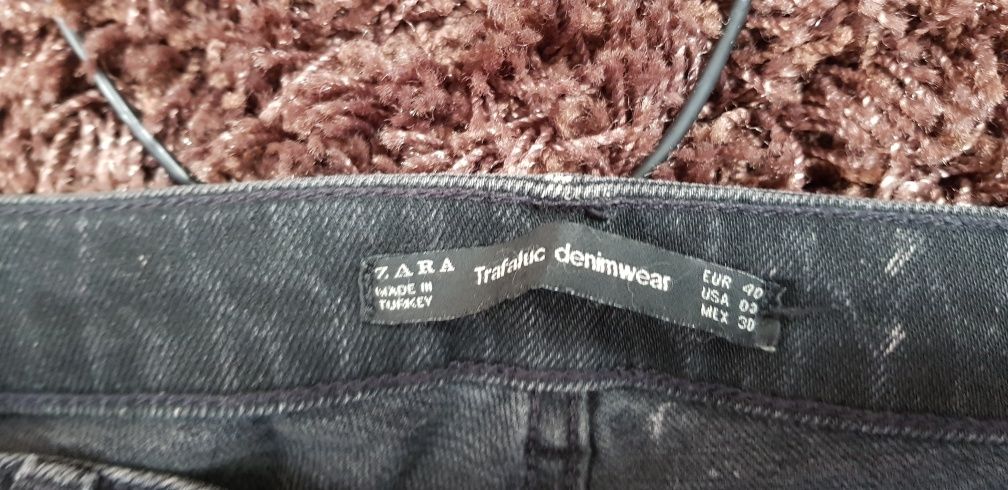 ZARA
MADE IN
TURKEY
Trafaluc denimwear
EUR 40
USA 08
MEX 30